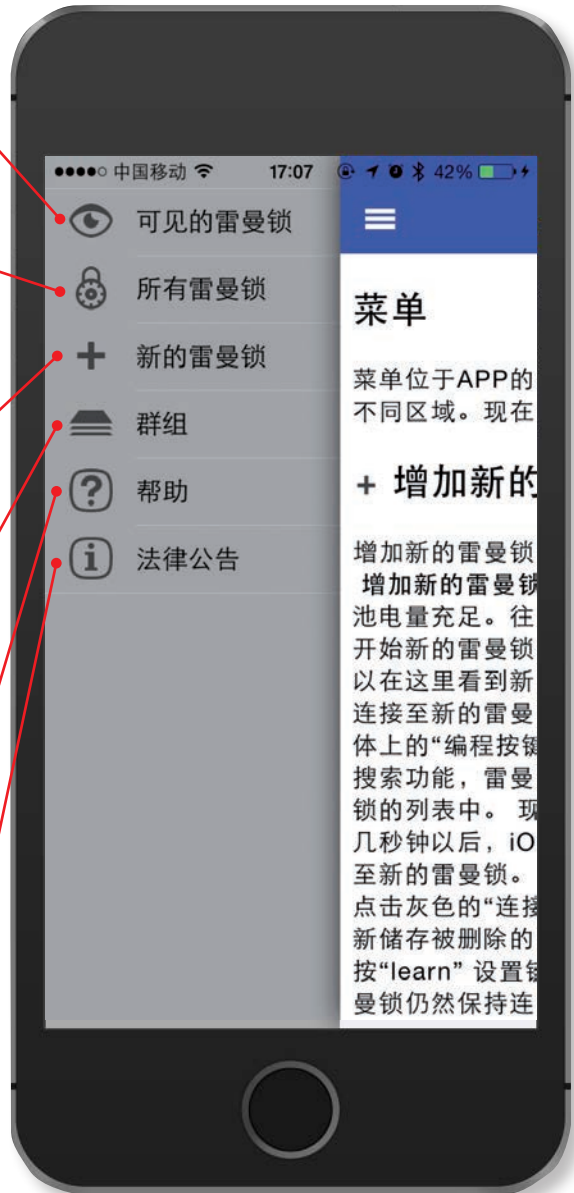 中国移动 17:07 42%
可见的雷曼锁
所有雷曼锁
新的雷曼锁
群组
帮助
法律公告
菜单
菜单位于APP的
不同区域。现在
+ 增加新的
增加新的雷曼锁
增加新的雷曼锁
池电量充足。往
开始新的雷曼锁
以在这里看到新
连接至新的雷曼
体上的“编程按键
搜索功能，雷曼
锁的列表中。 现
几秒钟以后，iO
至新的雷曼锁。
点击灰色的“连接
新储存被删除的
按“learn” 设置
曼锁仍然保持连